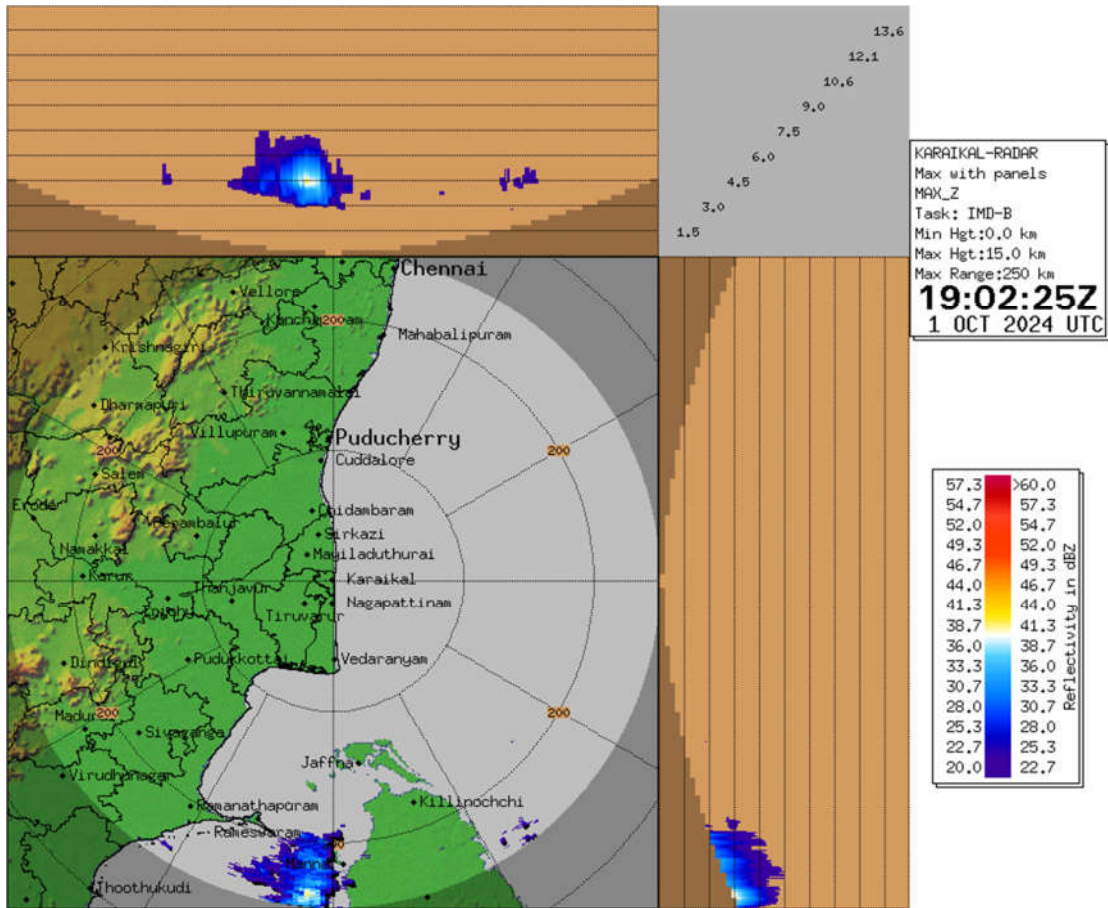 13.6
12.1
10.6
9.0
7.5
6.0
4.5
3.0
1.5
KARAIKAL-RADAR
Max with panels
MAX_Z
Task: IMD-B
Min Hgt:0.0 km
Max Hgt:15.0 km
Max Range:250 km
19:02:25Z
1 OCT 2024 UTC
Chennai
Vellore
200
Mahabalipuram
Krishnagiri
Thiruvannamalai
Dharmapuri
Villupuram
Puducherry
200
200
Cuddalore
Salem
Erode
Chidambaram
Perambalur
Sirkazi
Namakkal
Mayiladuthurai
Karur
Karaikal
Thanjavur
Nagapattinam
Tiruvarur
Dindigul
Pudukkottai
Vedaranyam
200
200
Sivaganga
Jaffna
Virudhunagar
Killinochchi
Ramanathapuram
Rameswaram
Thoothukudi
57.3 >60.0
54.7 57.3
52.0 54.7
49.3 52.0
46.7 49.3
44.0 46.7
41.3 44.0
38.7 41.3
36.0 38.7
33.3 36.0
30.7 33.3
28.0 30.7
25.3 28.0
22.7 25.3
20.0 22.7
Reflectivity in dBZ